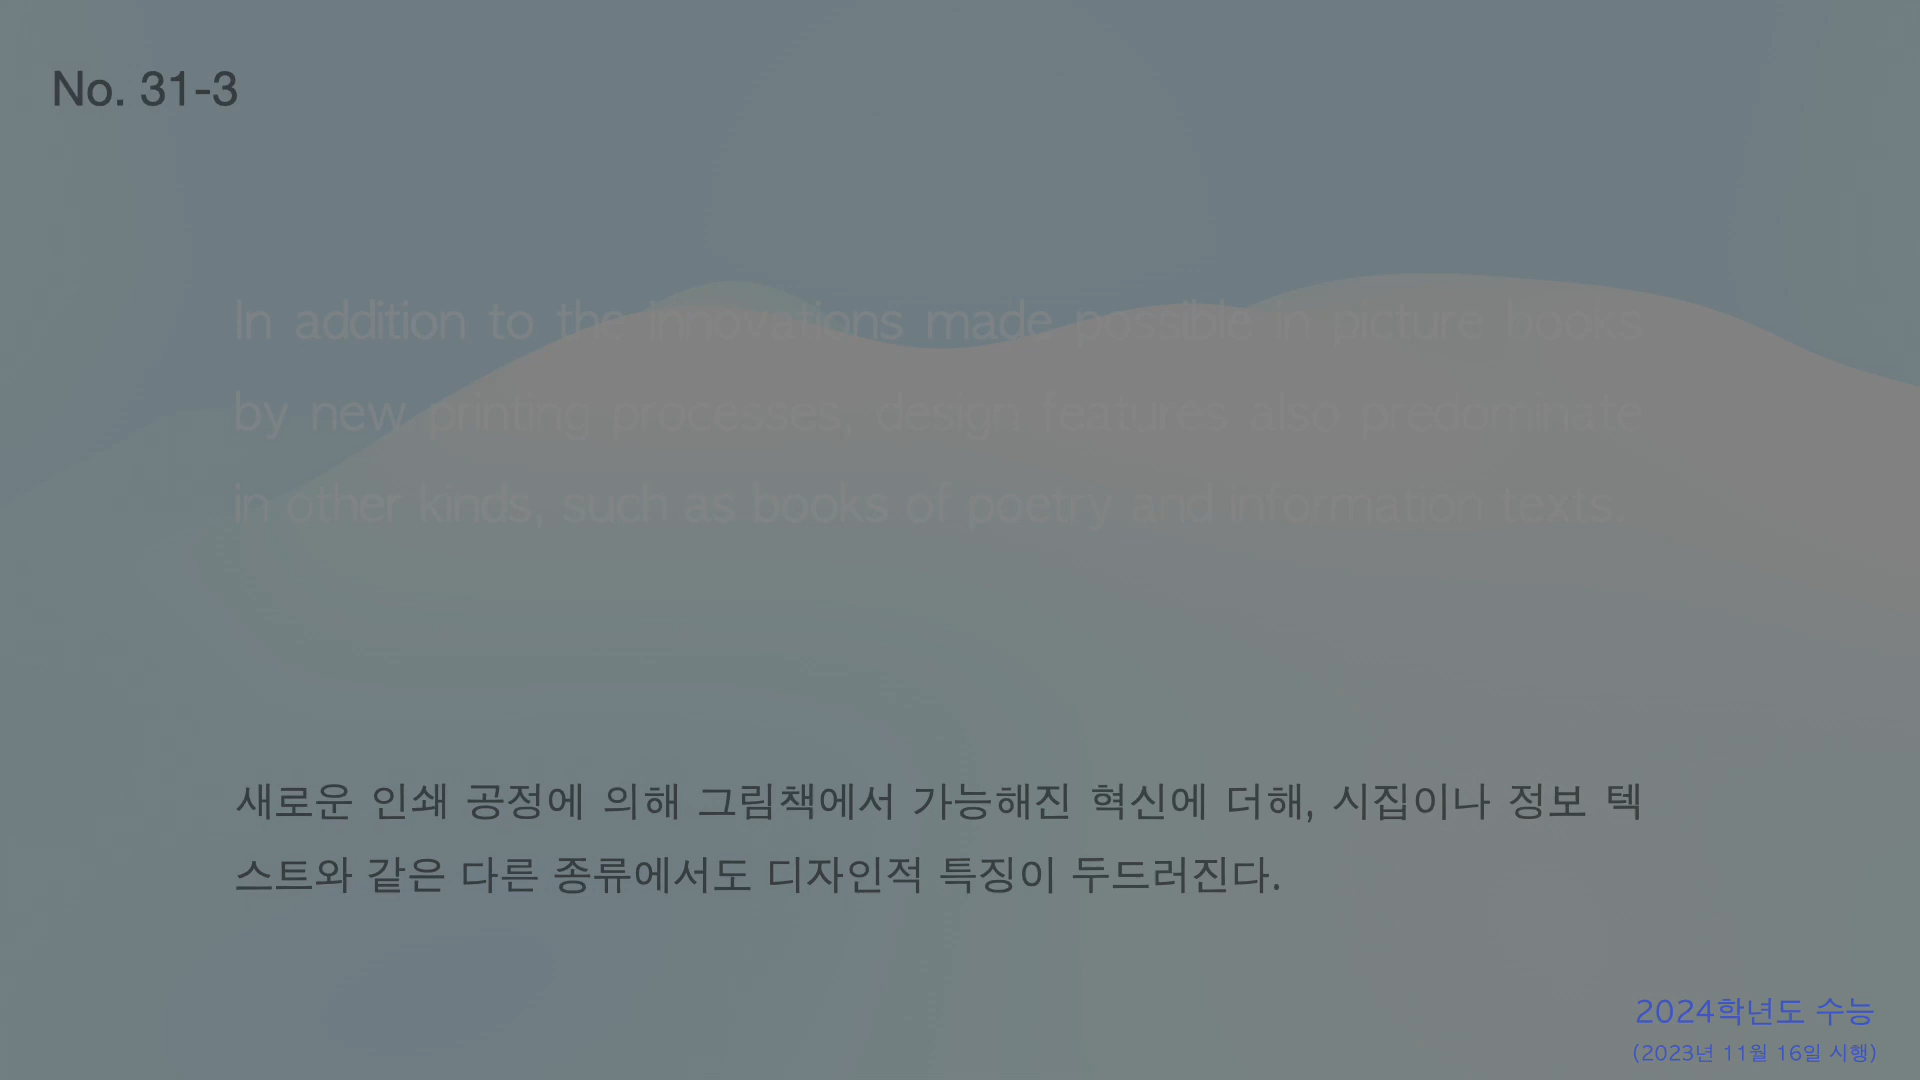 No. 31-3
In addition to the innovations made possible in picture books
by new printing processes, design features also predominate
in other kinds, such as books of poetry and information texts.
새로운 인쇄 공정에 의해 그림책에서 가능해진 혁신에 더해, 시집이나 정보 텍
스트와 같은 다른 종류에서도 디자인적 특징이 두드러진다.
2024학년도 수능
(2023년 11월 16일 시행)